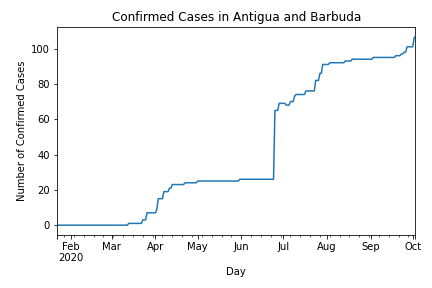 Confirmed Cases in Antigua and Barbuda
Number of Confirmed Cases
100
80
60
40
20
0
Feb Mar Apr May Jun Jul Aug Sep Oct
2020
Day